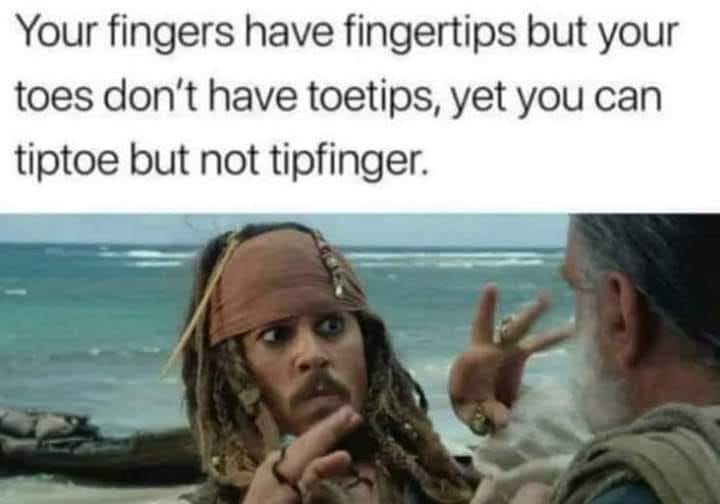 Your fingers have fingertips but your
toes don't have toetips, yet you can
tiptoe but not tipfinger.